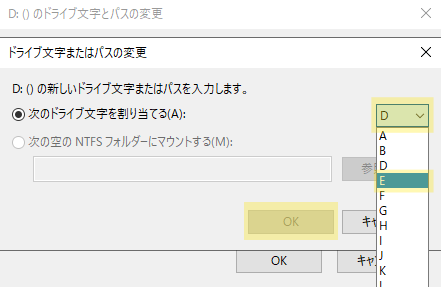 D: () のドライブ文字とパスの変更
ドライブ文字またはパスの変更
D: () の新しいドライブ文字またはパスを入力します。
次のドライブ文字を割り当てる(A):
D
A
B
D
E
F
G
H
I
J
K
次の空の NTFS フォルダーにマウントする(M):
参
OK
キャ
OK
キャ